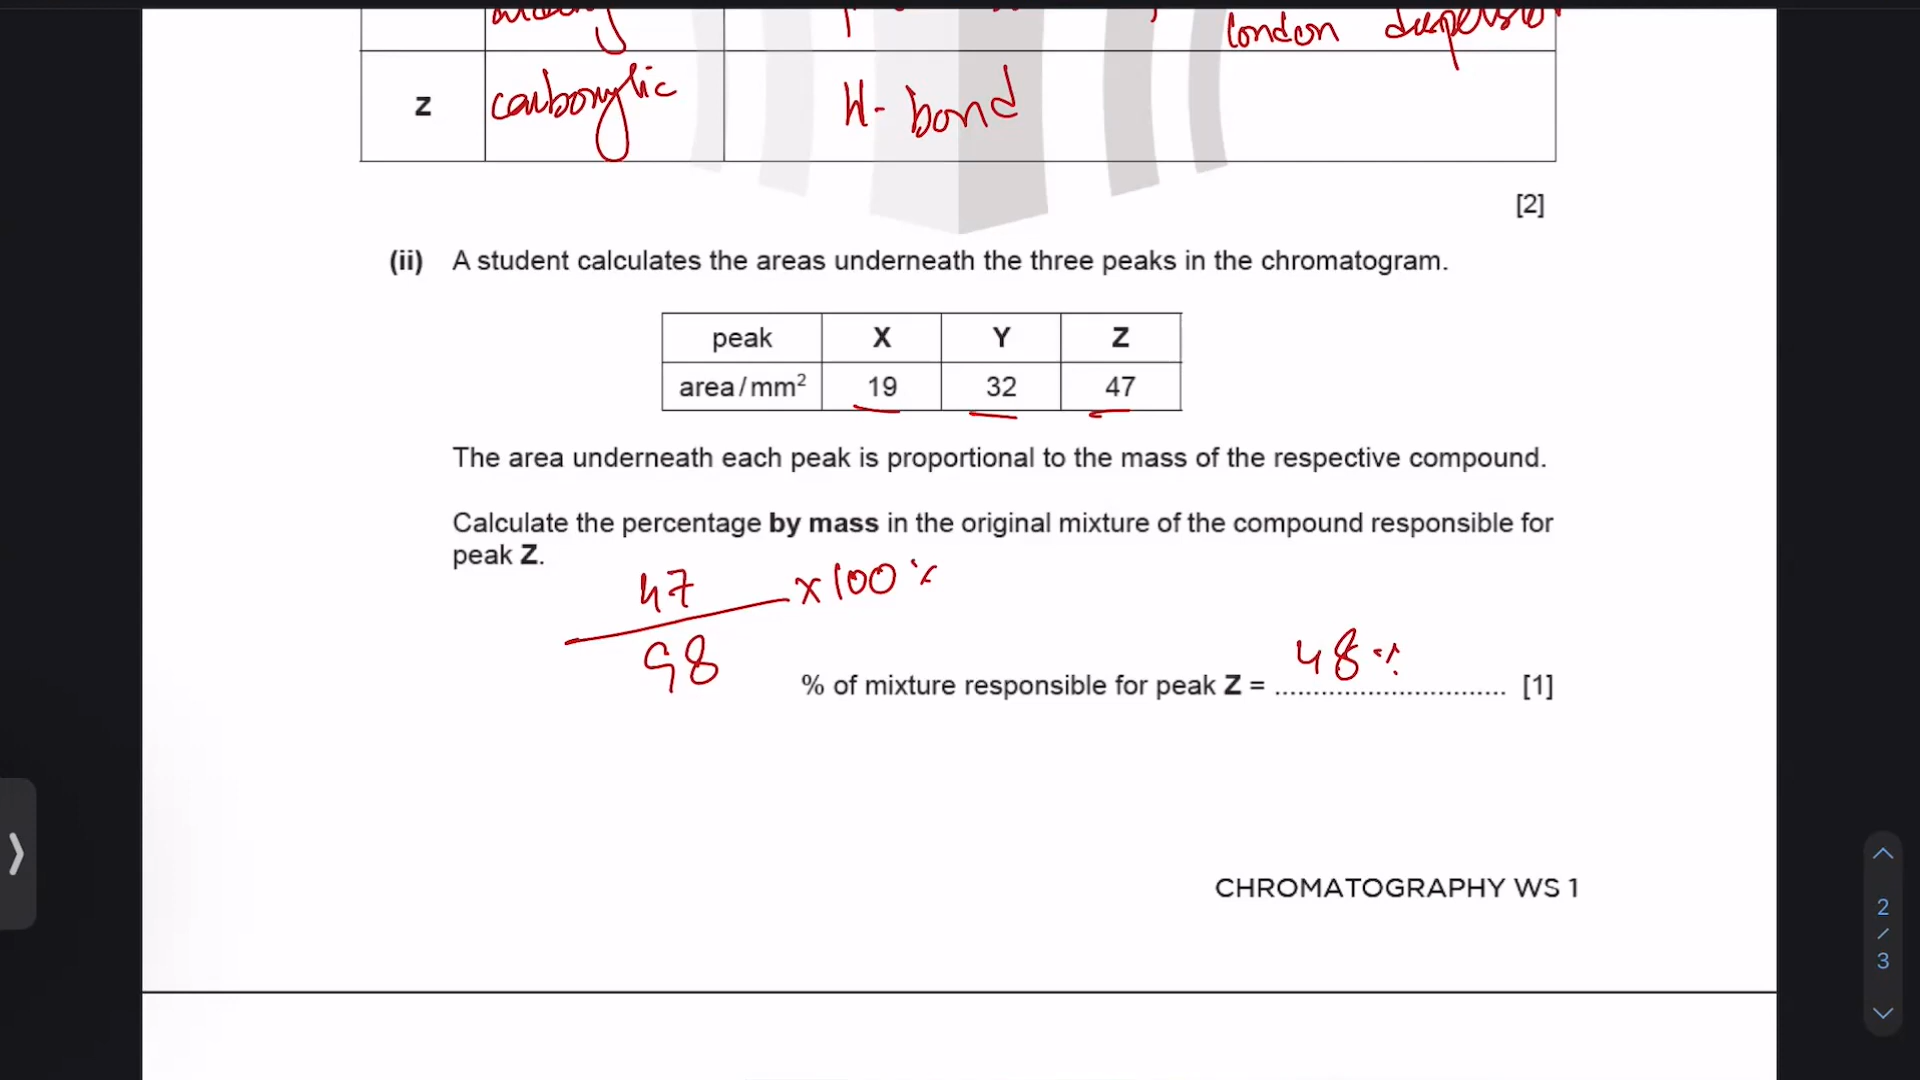 london dispersion
Z carboxylic H-bond
[2]
(ii) A student calculates the areas underneath the three peaks in the chromatogram.
peak X Y Z
area/mm² 19 32 47
The area underneath each peak is proportional to the mass of the respective compound.
Calculate the percentage by mass in the original mixture of the compound responsible for
peak Z.
47 x 100 %
98
48 %
% of mixture responsible for peak Z = .............................. [1]
CHROMATOGRAPHY WS 1
2
/
3